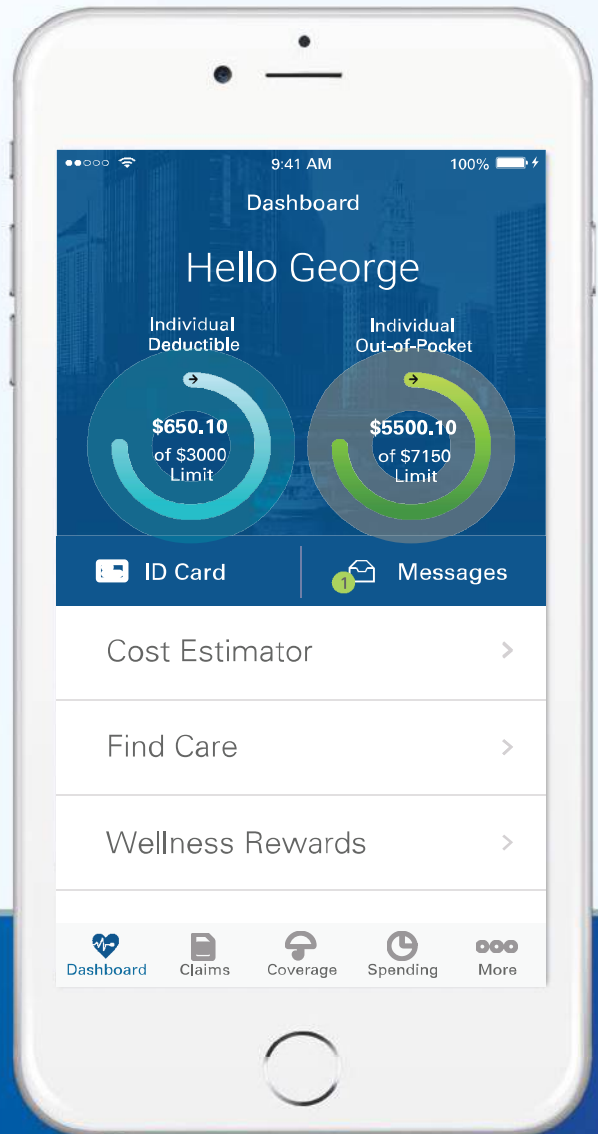 9:41 AM
100%
Dashboard
Hello George
Individual
Deductible
Individual
Out-of-Pocket
$650.10
of $3000
Limit
$5500.10
of $7150
Limit
ID Card
1
Messages
Cost Estimator
Find Care
Wellness Rewards
Dashboard
Claims
Coverage
Spending
More